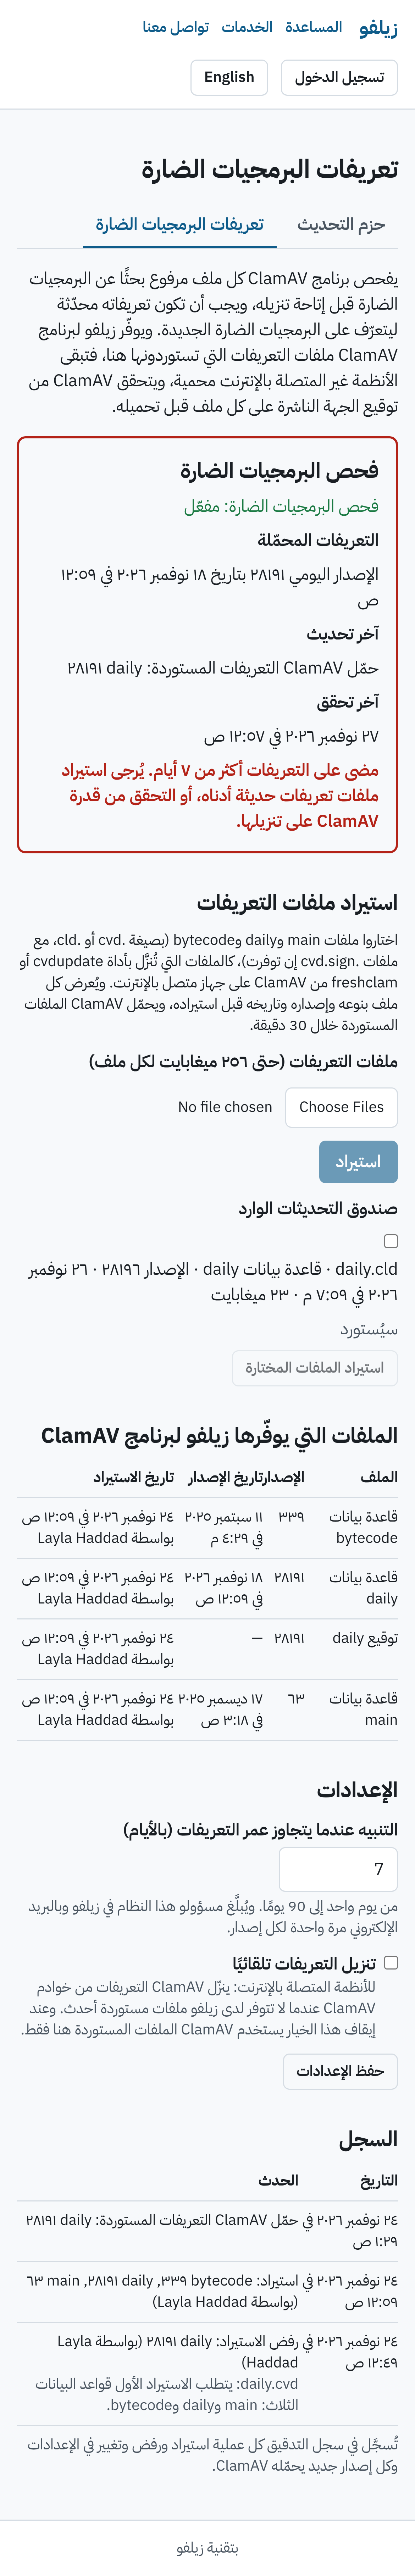 زيلفو المساعدة الخدمات تواصل معنا
تسجيل الدخول English
تعريفات البرمجيات الضارة
حزم التحديث تعريفات البرمجيات الضارة
يفحص برنامج ClamAV كل ملف مرفوع بحثًا عن البرمجيات
الضارة قبل إتاحة تنزيله، ويجب أن تكون تعريفاته محدّثة
ليتعرّف على البرمجيات الضارة الجديدة. ويوفّر زيلفو لبرنامج
ClamAV ملفات التعريفات التي تستوردونها هنا، فتبقى
الأنظمة غير المتصلة بالإنترنت محمية، ويتحقق ClamAV من
توقيع الجهة الناشرة على كل ملف قبل تحميله.
فحص البرمجيات الضارة
فحص البرمجيات الضارة: مفعّل
التعريفات المحمّلة
الإصدار اليومي ٢٨١٩١ بتاريخ ١٨ نوفمبر ٢٠٢٦ في ١٢:٥٩
ص
آخر تحديث
حمّل ClamAV التعريفات المستوردة: daily ٢٨١٩١
آخر تحقق
٢٧ نوفمبر ٢٠٢٦ في ١٢:٥٧ ص
مضى على التعريفات أكثر من ٧ أيام. يُرجى استيراد
ملفات تعريفات حديثة أدناه، أو التحقق من قدرة
ClamAV على تنزيلها.
استيراد ملفات التعريفات
اختاروا ملفات main وdaily وbytecode (بصيغة .cvd أو .cld، مع
ملفات .cvd.sign إن توفرت)، كالملفات التي تُنزَّل بأداة cvdupdate أو
freshclam من ClamAV على جهاز متصل بالإنترنت. ويُعرض كل
ملف بنوعه وإصداره وتاريخه قبل استيراده، ويحمّل ClamAV الملفات
المستوردة خلال 30 دقيقة.
ملفات التعريفات (حتى ٢٥٦ ميغابايت لكل ملف)
Choose Files No file chosen
استيراد
صندوق التحديثات الوارد
daily.cld · قاعدة بيانات daily · الإصدار ٢٨١٩٦ · ٢٦ نوفمبر
٢٠٢٦ في ٧:٥٩ م · ٢٣ ميغابايت
سيُستورد
استيراد الملفات المختارة
الملفات التي يوفّرها زيلفو لبرنامج ClamAV
الملف الإصدار تاريخ الإصدار تاريخ الاستيراد
قاعدة بيانات ٣٣٩ ١١ سبتمبر ٢٠٢٥ ٢٤ نوفمبر ٢٠٢٦ في ١٢:٥٩ ص
bytecode في ٤:٢٩ م بواسطة Layla Haddad
قاعدة بيانات ٢٨١٩١ ١٨ نوفمبر ٢٠٢٦ ٢٤ نوفمبر ٢٠٢٦ في ١٢:٥٩ ص
daily في ١٢:٥٩ ص بواسطة Layla Haddad
توقيع daily ٢٨١٩١ — ٢٤ نوفمبر ٢٠٢٦ في ١٢:٥٩ ص
بواسطة Layla Haddad
قاعدة بيانات ٦٣ ١٧ ديسمبر ٢٠٢٥ ٢٤ نوفمبر ٢٠٢٦ في ١٢:٥٩ ص
main في ٣:١٨ ص بواسطة Layla Haddad
الإعدادات
التنبيه عندما يتجاوز عمر التعريفات (بالأيام)
7
من يوم واحد إلى 90 يومًا. ويُبلَّغ مسؤولو هذا النظام في زيلفو وبالبريد
الإلكتروني مرة واحدة لكل إصدار.
تنزيل التعريفات تلقائيًا
للأنظمة المتصلة بالإنترنت: ينزّل ClamAV التعريفات من خوادم
ClamAV عندما لا تتوفر لدى زيلفو ملفات مستوردة أحدث. وعند
إيقاف هذا الخيار يستخدم ClamAV الملفات المستوردة هنا فقط.
حفظ الإعدادات
السجل
التاريخ الحدث
٢٤ نوفمبر ٢٠٢٦ في حمّل ClamAV التعريفات المستوردة: daily ٢٨١٩١
١:٢٩ ص
٢٤ نوفمبر ٢٠٢٦ في استيراد: bytecode ٣٣٩, daily ٢٨١٩١, main ٦٣
١٢:٥٩ ص (بواسطة Layla Haddad)
٢٤ نوفمبر ٢٠٢٦ في رفض الاستيراد: daily ٢٨١٩١ (بواسطة Layla
١٢:٤٩ ص Haddad)
daily.cvd: يتطلب الاستيراد الأول قواعد البيانات
الثلاث: main وdaily وbytecode.
تُسجَّل في سجل التدقيق كل عملية استيراد ورفض وتغيير في الإعدادات
وكل إصدار جديد يحمّله ClamAV.
بتقنية زيلفو